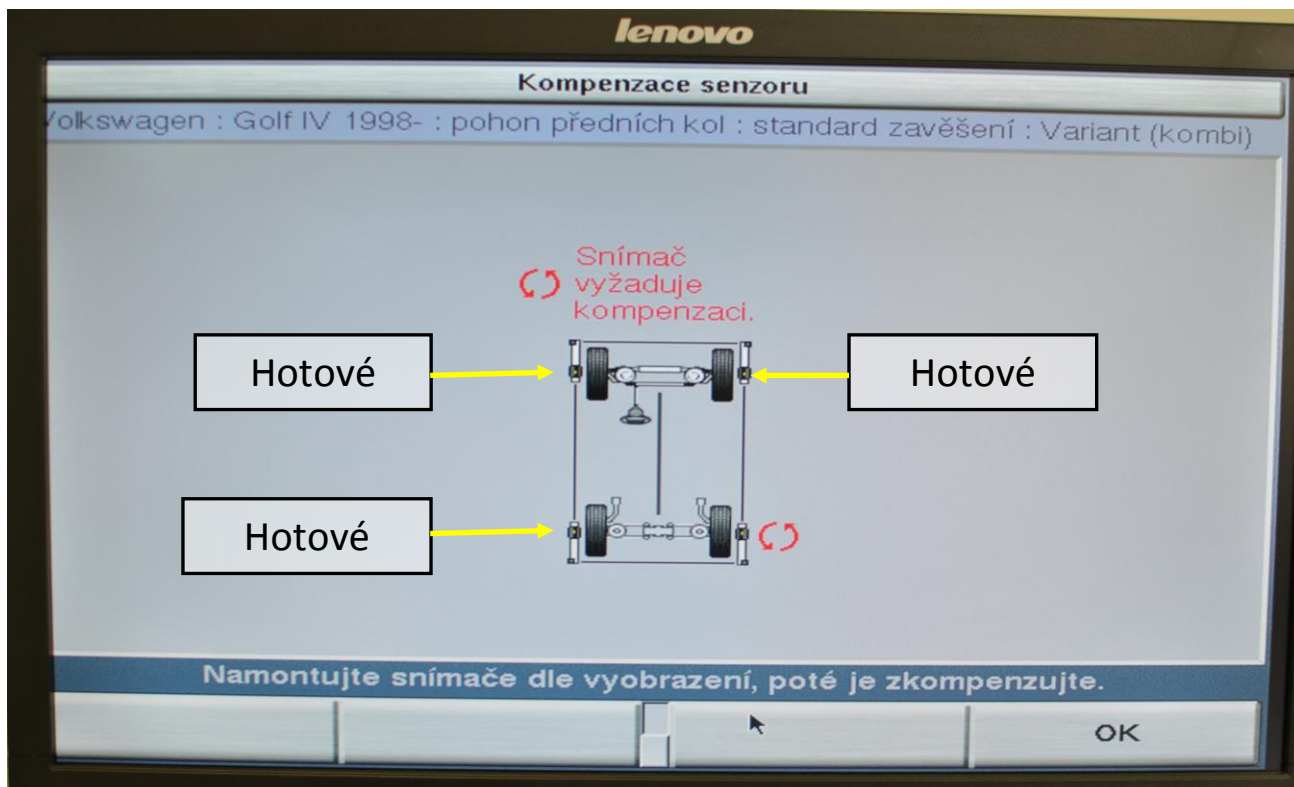 lenovo
Kompenzace senzoru
Volkswagen : Golf IV 1998- : pohon předních kol : standard zavěšení : Variant (kombi)
Snímač
vyžaduje
kompenzaci.
Hotové
Hotové
Hotové
Namontujte snímače dle vyobrazení, poté je zkompenzujte.
OK